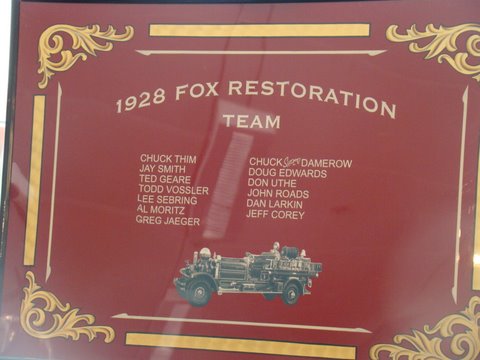 1928 FOX RESTORATION
TEAM
CHUCK THIM
JAY SMITH
TED GEARE
TODD VOSSLER
LEE SEBRING
AL MORITZ
GREG JAEGER
CHUCK DAMEROW
DOUG EDWARDS
DON UTHE
JOHN ROADS
DAN LARKIN
JEFF COREY